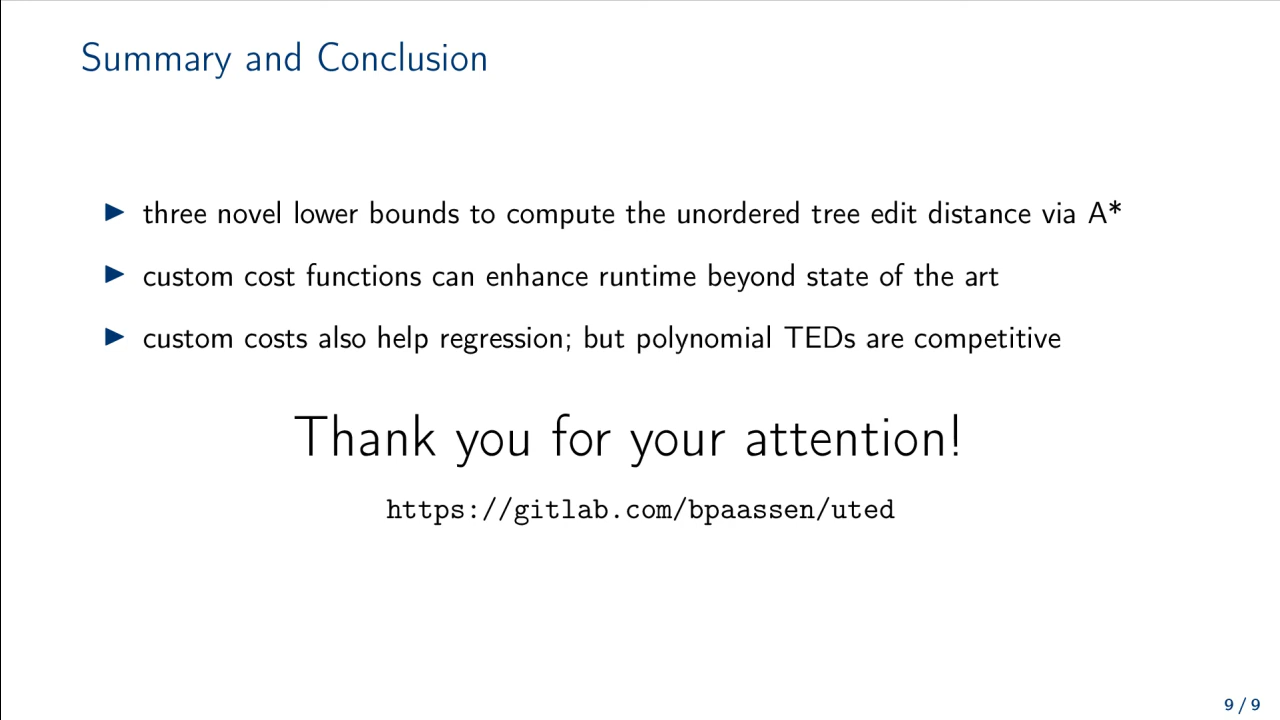 Summary and Conclusion
▶ three novel lower bounds to compute the unordered tree edit distance via A*
▶ custom cost functions can enhance runtime beyond state of the art
▶ custom costs also help regression; but polynomial TEDs are competitive
Thank you for your attention!
https://gitlab.com/bpaassen/uted
9 / 9